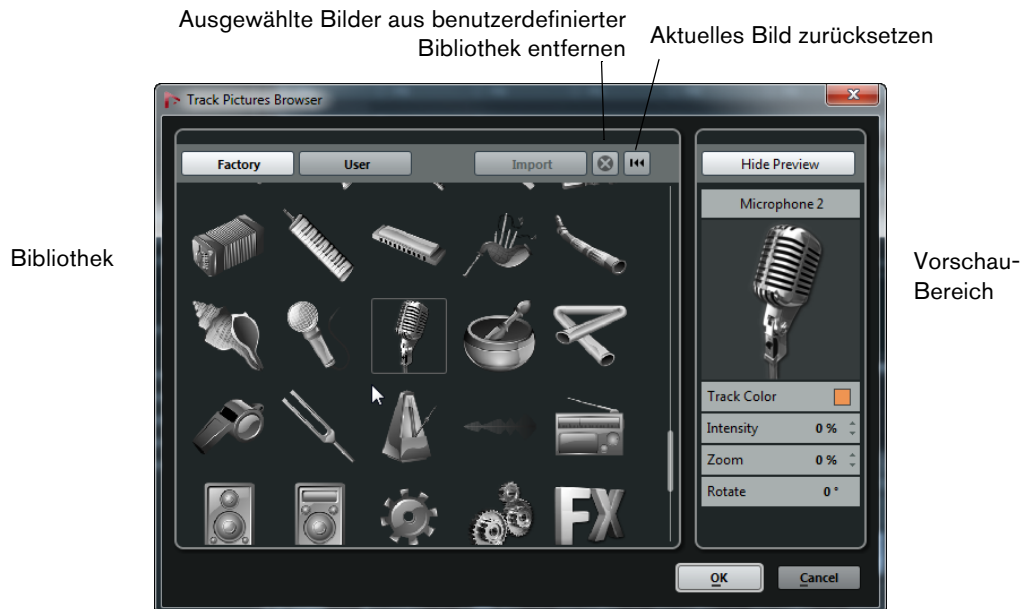 Ausgewählte Bilder aus benutzerdefinierter
Bibliothek entfernen
Aktuelles Bild zurücksetzen
Track Pictures Browser
Factory
User
Import
Hide Preview
Microphone 2
Bibliothek
Vorschau-
Bereich
Track Color
Intensity 0 %
Zoom 0 %
Rotate 0 °
FX
OK
Cancel